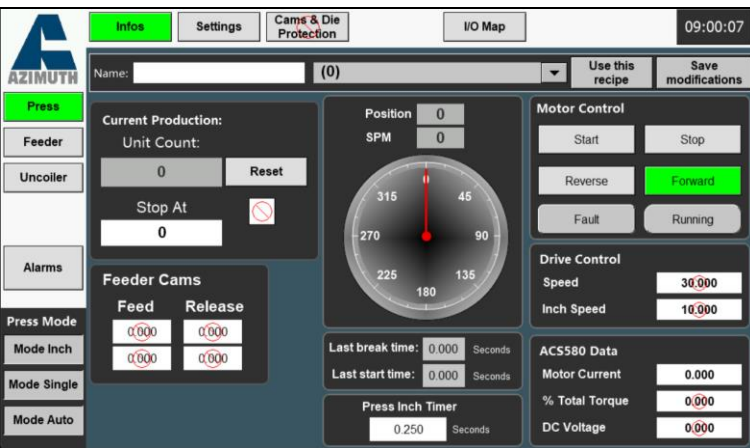 Infos
Settings
Cams & Die
Protection
I/O Map
09:00:07
AZIMUTH
Name:
(0)
Use this
recipe
Save
modifications
Press
Feeder
Uncoiler
Alarms
Press Mode
Mode Inch
Mode Single
Mode Auto
Current Production:
Unit Count:
0
Reset
Stop At
0
Feeder Cams
Feed Release
0.000 0.000
0.000 0.000
Position 0
SPM 0
0
45
90
135
180
225
270
315
Last break time: 0.000 Seconds
Last start time: 0.000 Seconds
Press Inch Timer
0.250 Seconds
Motor Control
Start Stop
Reverse Forward
Fault Running
Drive Control
Speed 30.000
Inch Speed 10.000
ACS580 Data
Motor Current 0.000
% Total Torque 0.000
DC Voltage 0.000